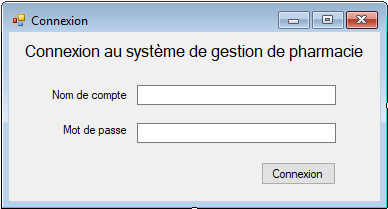 Connexion
Connexion au système de gestion de pharmacie
Nom de compte
Mot de passe
Connexion